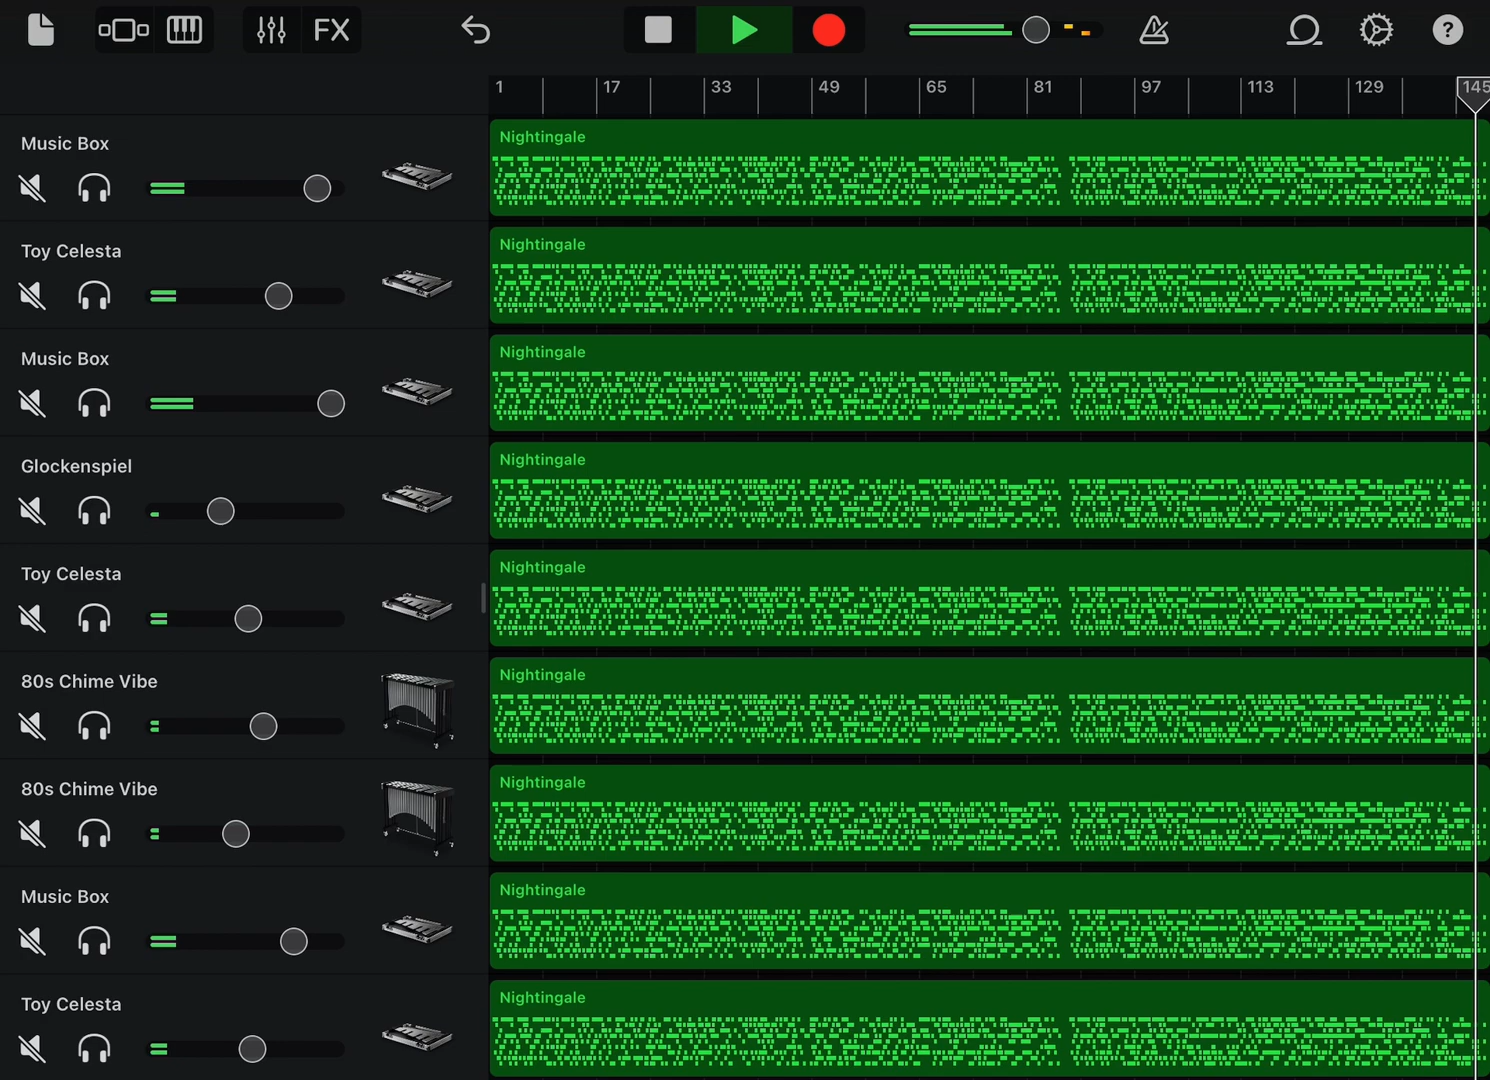 FX
?
1 17 33 49 65 81 97 113 129 145
Music Box
Nightingale
Toy Celesta
Nightingale
Music Box
Nightingale
Glockenspiel
Nightingale
Toy Celesta
Nightingale
80s Chime Vibe
Nightingale
80s Chime Vibe
Nightingale
Music Box
Nightingale
Toy Celesta
Nightingale